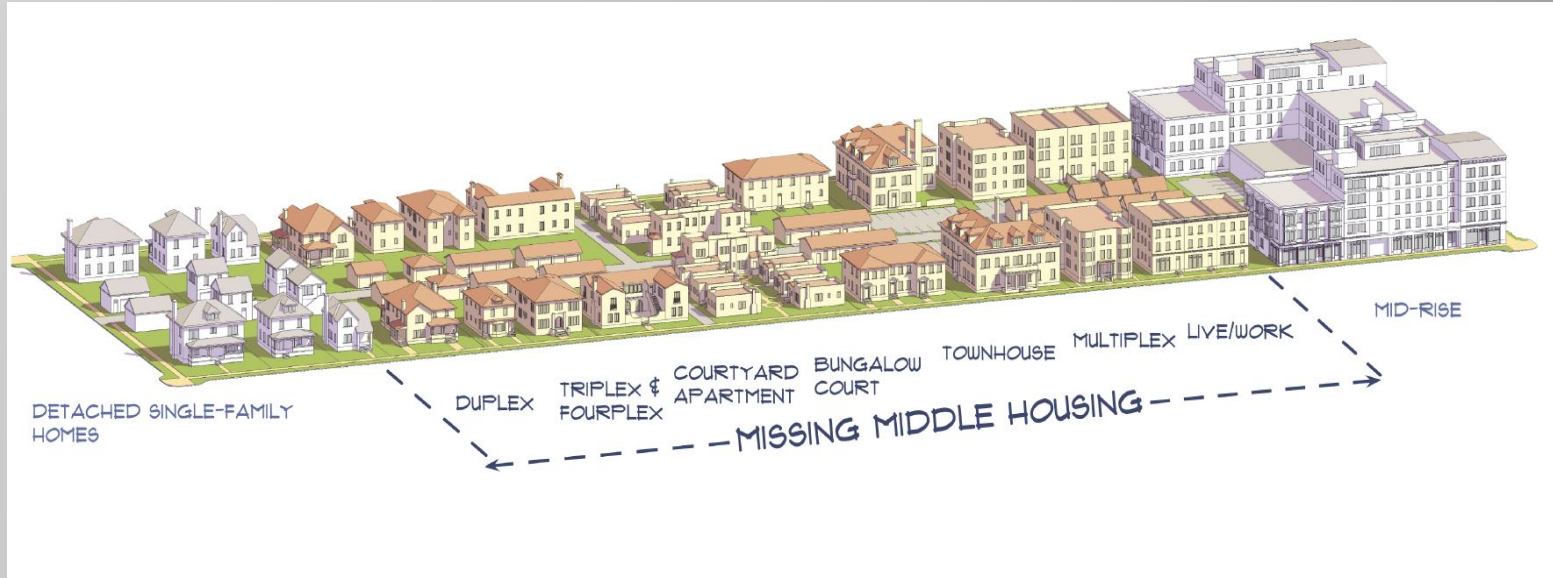 DETACHED SINGLE-FAMILY
HOMES
DUPLEX
TRIPLEX &
FOURPLEX
COURTYARD
APARTMENT
BUNGALOW
COURT
TOWNHOUSE
MULTIPLEX
LIVE/WORK
MID-RISE
MISSING MIDDLE HOUSING